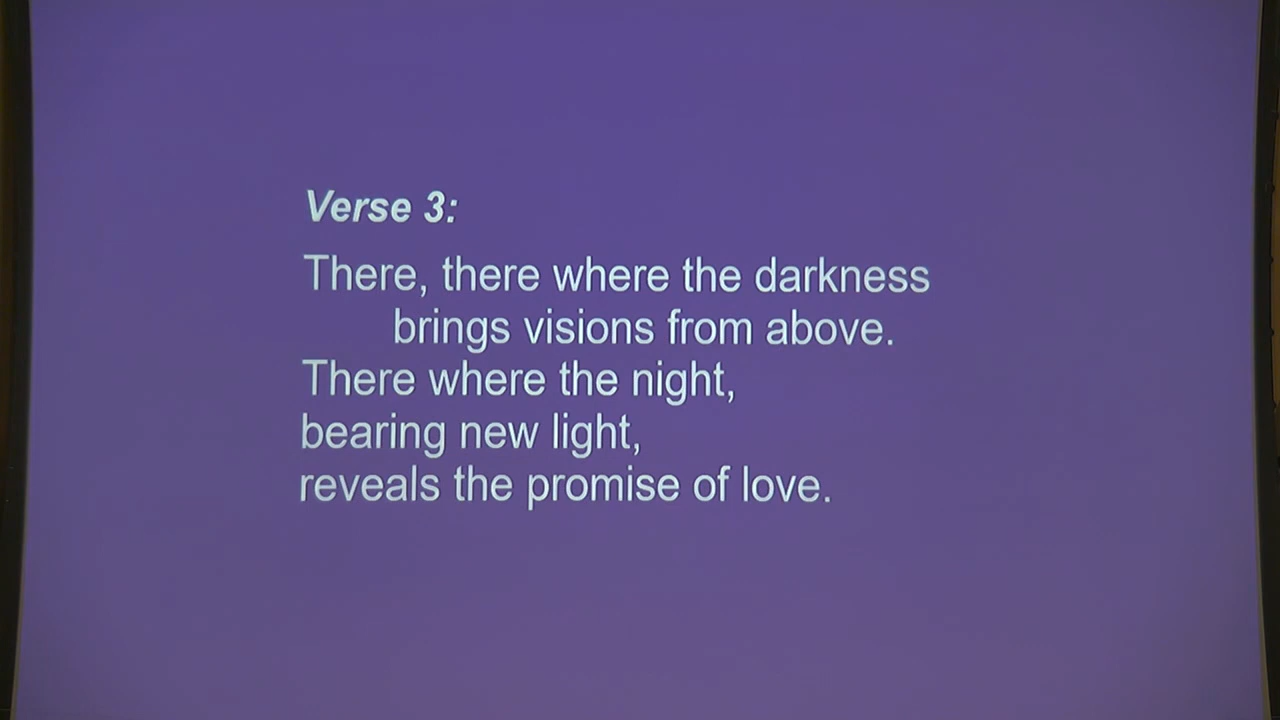 Verse 3:
There, there where the darkness
brings visions from above.
There where the night,
bearing new light,
reveals the promise of love.